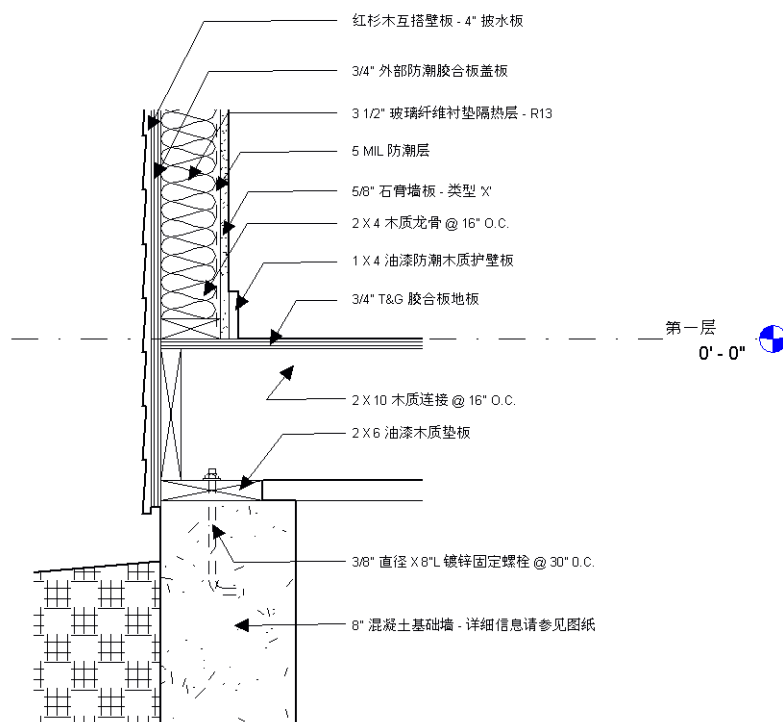 红杉木互搭壁板 - 4" 披水板
3/4" 外部防潮胶合板盖板
3 1/2" 玻璃纤维衬垫隔热层 - R13
5 MIL 防潮层
5/8" 石膏墙板 - 类型 'X'
2 X 4 木质龙骨 @ 16" O.C.
1 X 4 油漆防潮木质护壁板
3/4" T&G 胶合板地板
第一层
0' - 0"
2 X 10 木质连接 @ 16" O.C.
2 X 6 油漆木质垫板
3/8" 直径 X 8"L 镀锌固定螺栓 @ 30" O.C.
8" 混凝土基础墙 - 详细信息请参见图纸